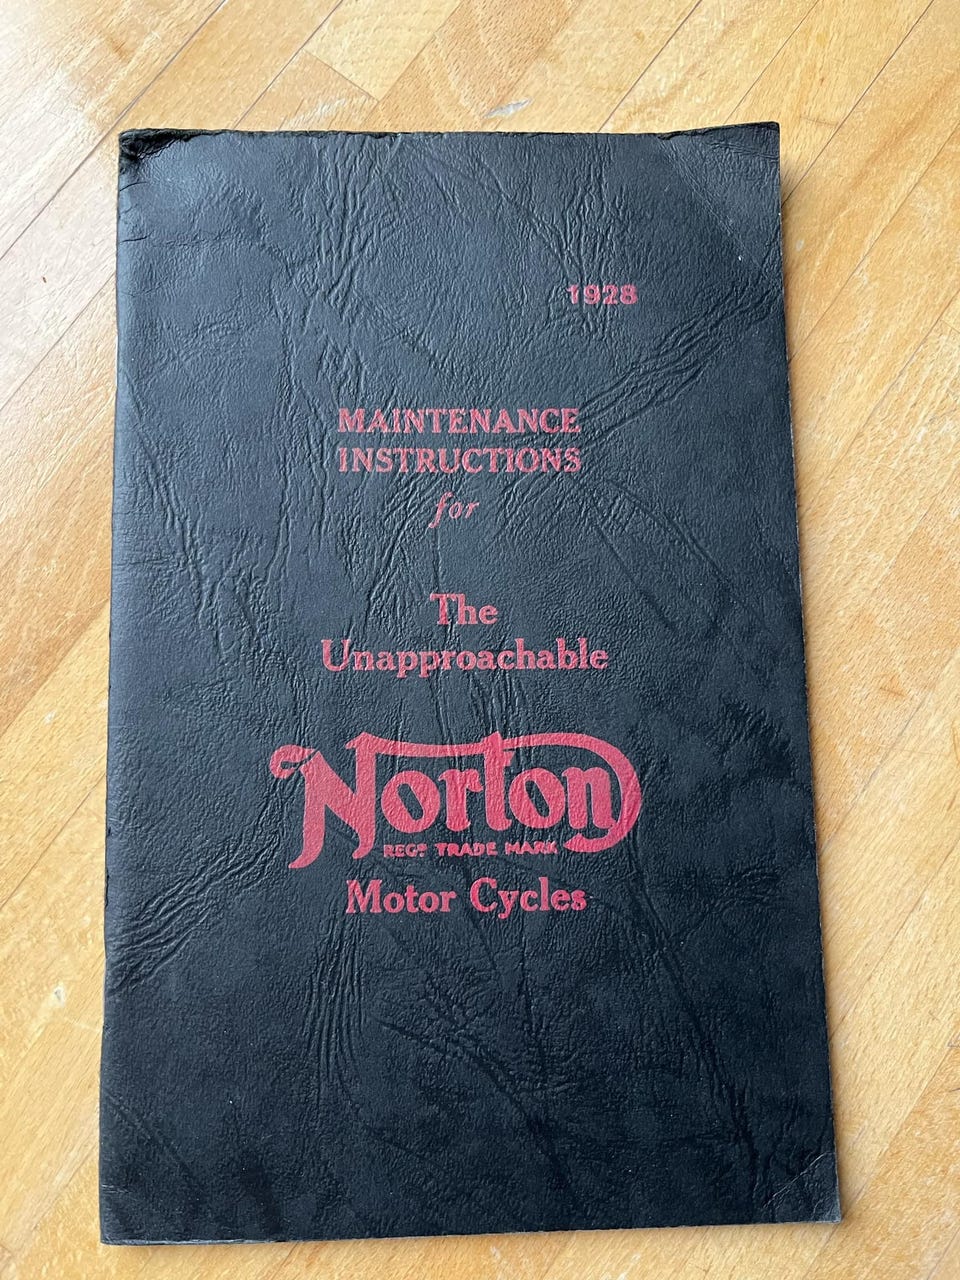 1928
MAINTENANCE
INSTRUCTIONS
for
The
Unapproachable
Norton
REGD TRADE MARK
Motor Cycles